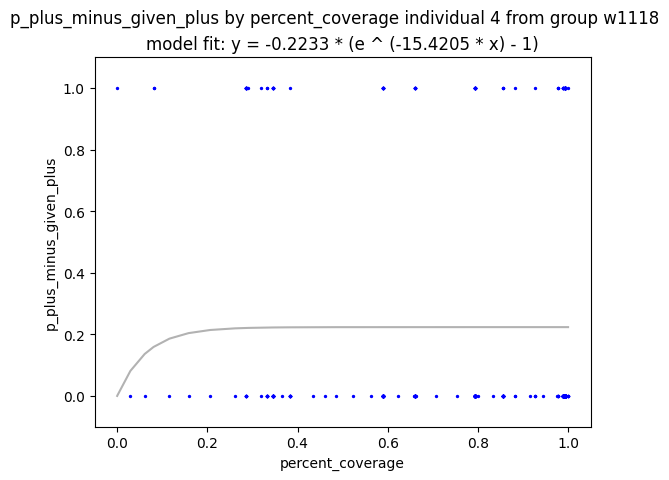 p_plus_minus_given_plus by percent_coverage individual 4 from group w1118
model fit: y = -0.2233 * (e ^ (-15.4205 * x) - 1)
1.0
0.8
0.6
0.4
0.2
0.0
p_plus_minus_given_plus
0.0 0.2 0.4 0.6 0.8 1.0
percent_coverage